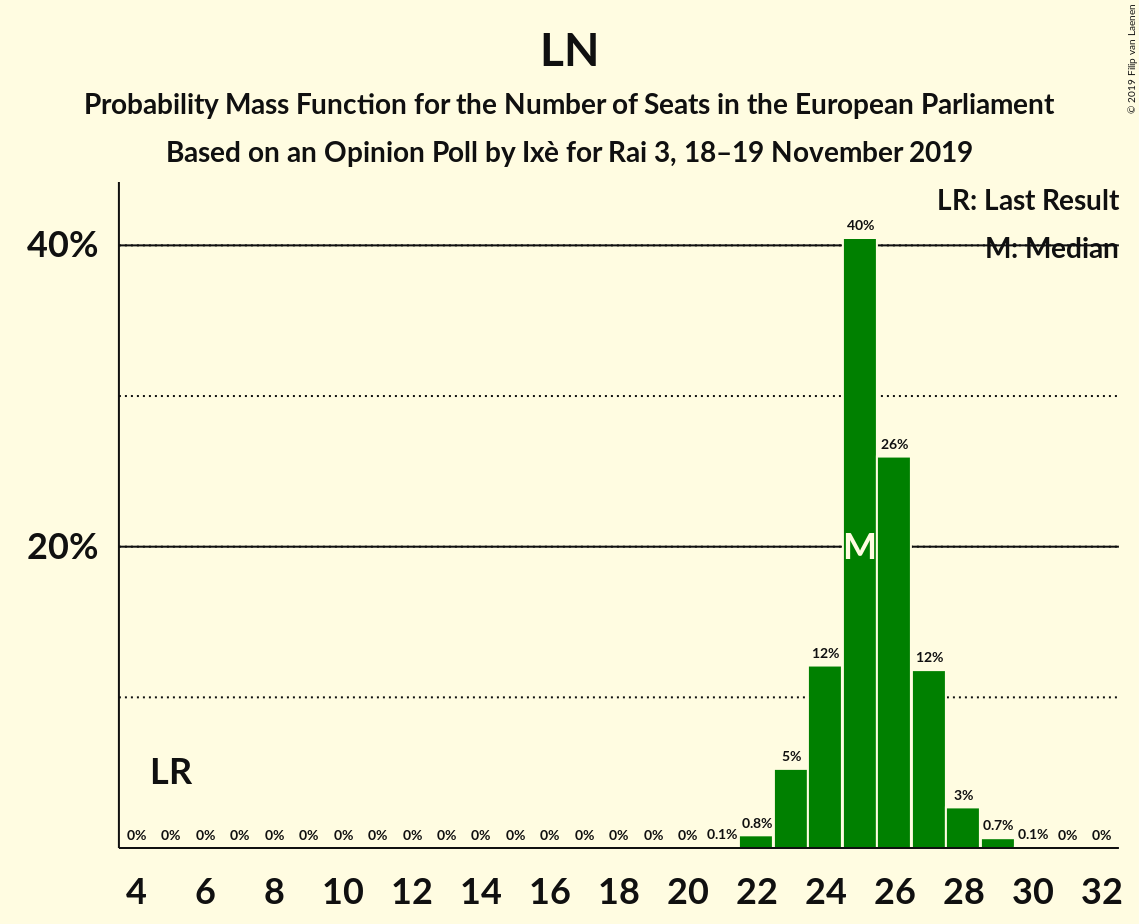 LN
Probability Mass Function for the Number of Seats in the European Parliament
Based on an Opinion Poll by Ixè for Rai 3, 18–19 November 2019
© 2019 Filip van Laenen
LR: Last Result
M: Median
40%
20%
40%
26%
M
12%
12%
5%
LR
3%
0% 0% 0% 0% 0% 0% 0% 0% 0% 0% 0% 0% 0% 0% 0% 0% 0% 0.1% 0.8% 0.7% 0.1% 0% 0%
4 6 8 10 12 14 16 18 20 22 24 26 28 30 32